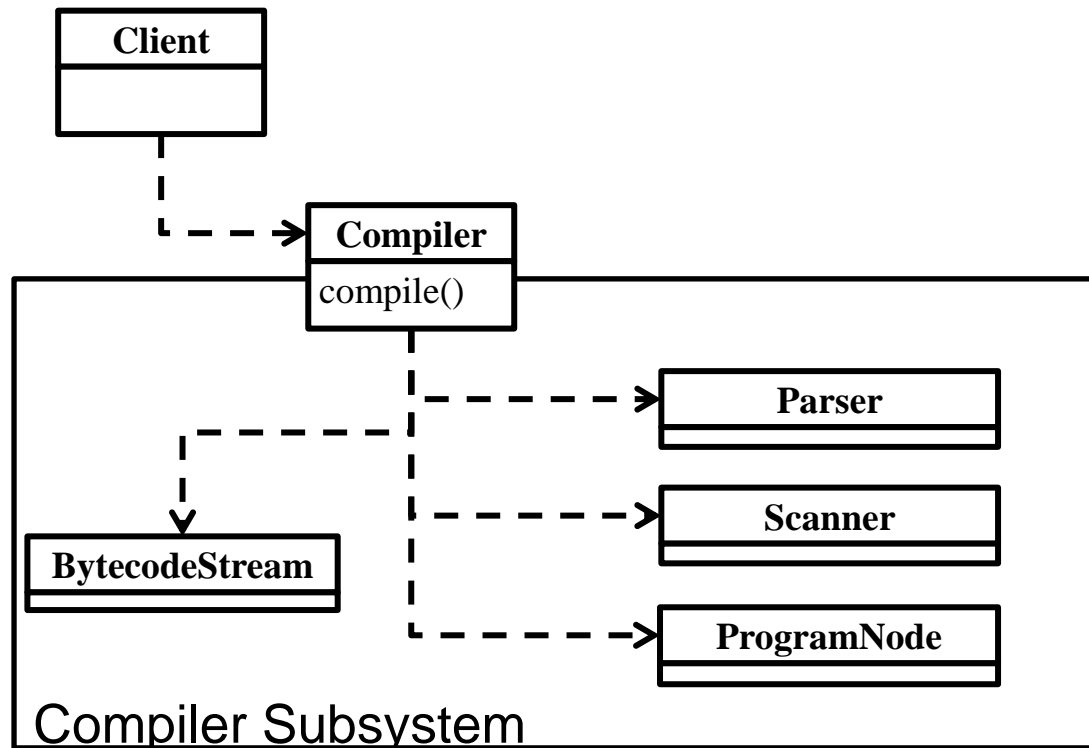 Client
Compiler
compile()
Parser
Scanner
BytecodeStream
ProgramNode
Compiler Subsystem